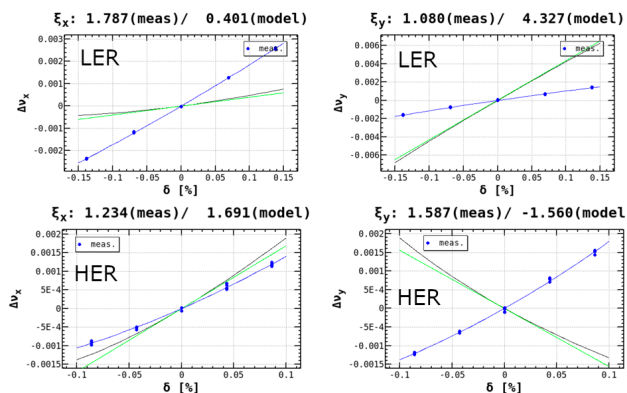 ξx: 1.787(meas)/ 0.401(model)
0.003
0.002
0.001
0
-0.001
-0.002
Δνx
LER
meas.
-0.15 -0.1 -0.05 0 0.05 0.1 0.15
δ [%]
ξy: 1.080(meas)/ 4.327(model)
0.006
0.004
0.002
0
-0.002
-0.004
-0.006
Δνy
LER
meas.
-0.15 -0.1 -0.05 0 0.05 0.1 0.15
δ [%]
ξx: 1.234(meas)/ 1.691(model)
0.002
0.0015
0.001
5E-4
0
-5E-4
-0.001
-0.0015
Δνx
meas.
HER
-0.1 -0.05 0 0.05 0.1
δ [%]
ξy: 1.587(meas)/ -1.560(model
0.002
0.0015
0.001
5E-4
0
-5E-4
-0.001
-0.0015
Δνy
meas.
HER
-0.1 -0.05 0 0.05 0.1
δ [%]